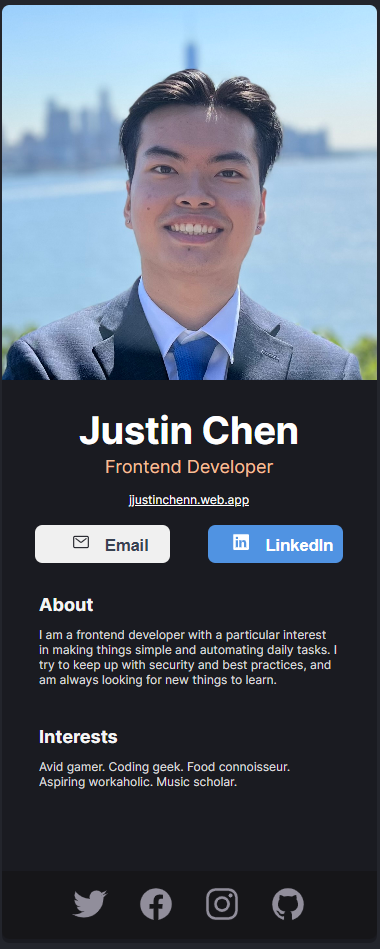 Justin Chen
Frontend Developer
jjustinchenn.web.app
Email
LinkedIn
About
I am a frontend developer with a particular interest
in making things simple and automating daily tasks. I
try to keep up with security and best practices, and
am always looking for new things to learn.
Interests
Avid gamer. Coding geek. Food connoisseur.
Aspiring workaholic. Music scholar.